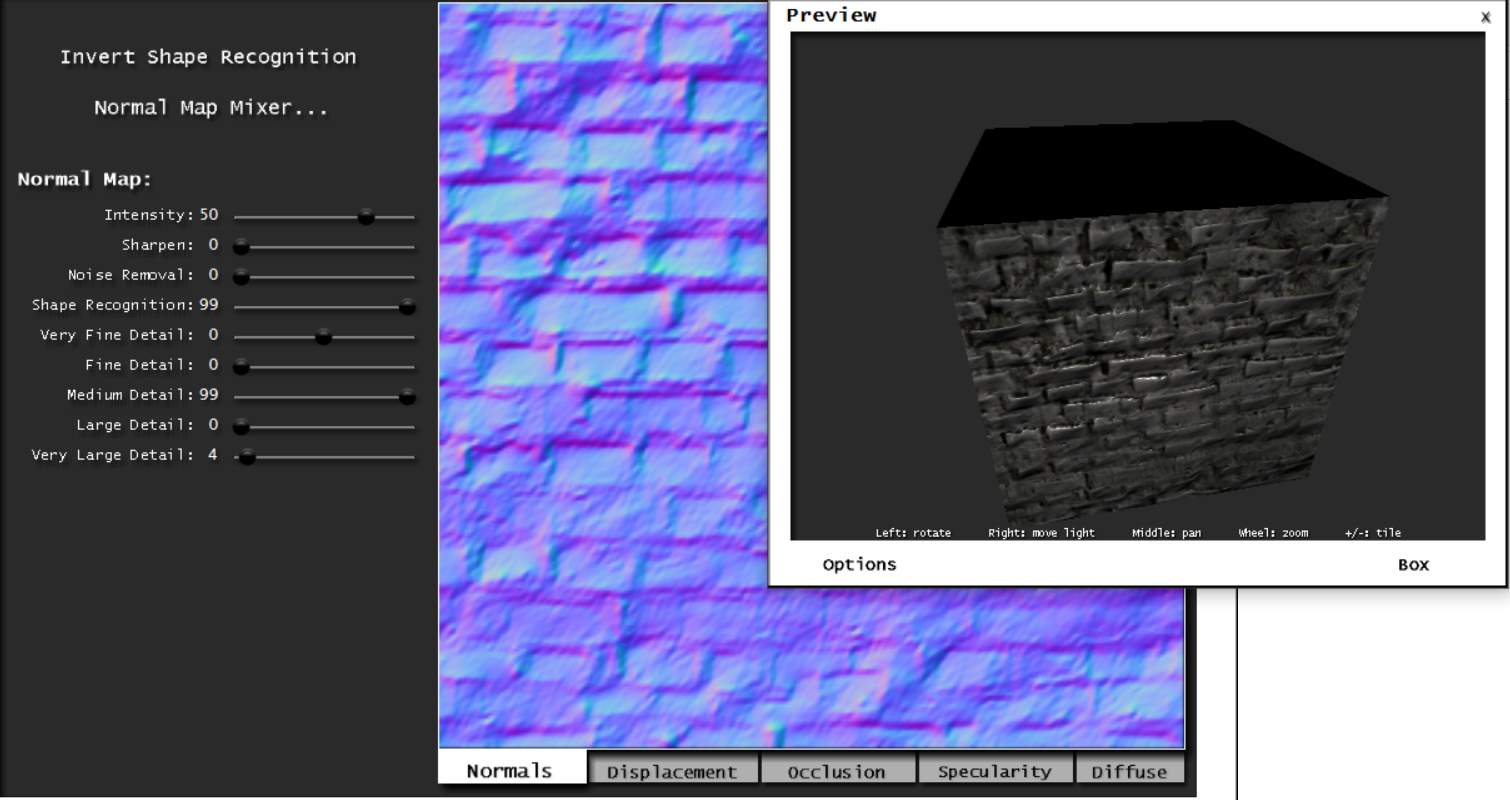 Invert Shape Recognition
Normal Map Mixer...
Normal Map:
Intensity: 50
Sharpen: 0
Noise Removal: 0
Shape Recognition: 99
Very Fine Detail: 0
Fine Detail: 0
Medium Detail: 99
Large Detail: 0
Very Large Detail: 4
Preview
x
Left: rotate Right: move light Middle: pan Wheel: zoom +/-: tile
Options Box
Normals Displacement Occlusion Specularity Diffuse